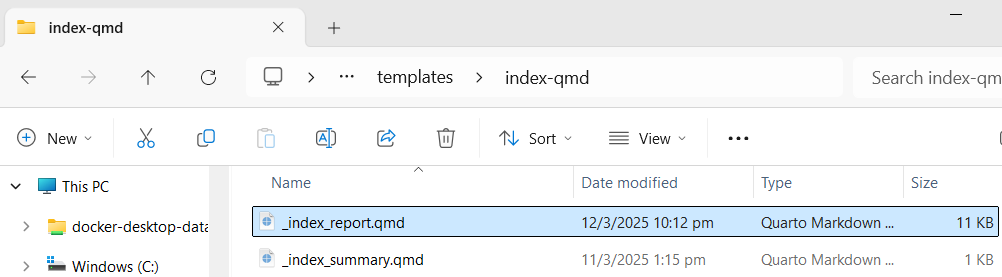 index-qmd
... templates > index-qmd
Search index-qm
New Sort View
Name Date modified Type Size
This PC
docker-desktop-data
Windows (C:)
_index_report.qmd 12/3/2025 10:12 pm Quarto Markdown ... 11 KB
_index_summary.qmd 11/3/2025 1:15 pm Quarto Markdown ... 1 KB